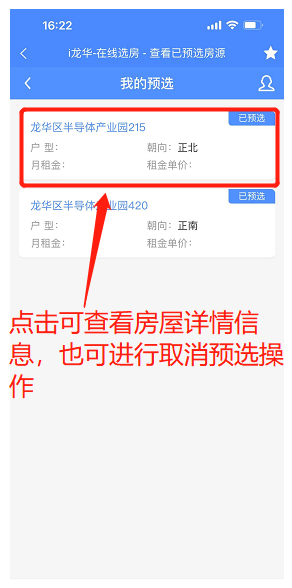 16:22
i龙华-在线选房 - 查看已预选房源
我的预选
已预选
龙华区半导体产业园215
户 型： 朝向：正北
月租金： 租金单价：
已预选
龙华区半导体产业园420
户 型： 朝向：正南
月租金： 租金单价：
点击可查看房屋详情信
息，也可进行取消预选操
作